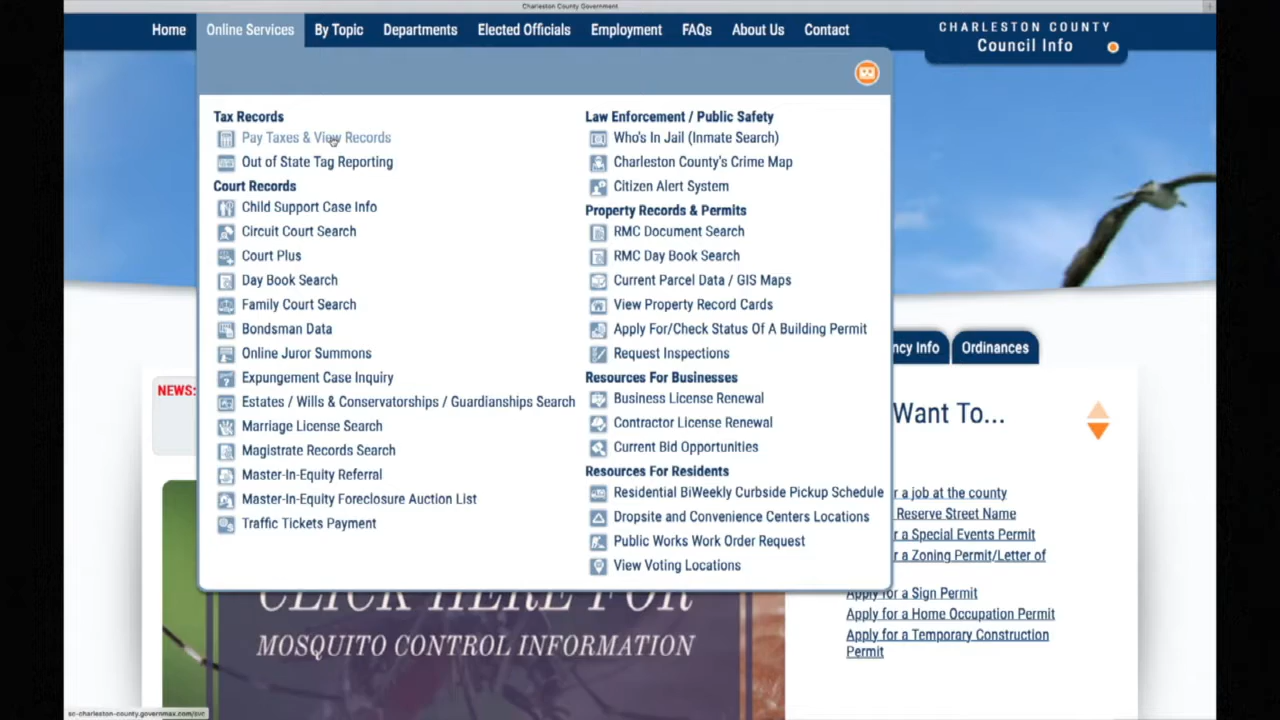 Charleston County Government
Home Online Services By Topic Departments Elected Officials Employment FAQs About Us Contact
CHARLESTON COUNTY
Council Info
Tax Records
Pay Taxes & View Records
Out of State Tag Reporting
Court Records
Child Support Case Info
Circuit Court Search
Court Plus
Day Book Search
Family Court Search
Bondsman Data
Online Juror Summons
Expungement Case Inquiry
Estates / Wills & Conservatorships / Guardianships Search
Marriage License Search
Magistrate Records Search
Master-In-Equity Referral
Master-In-Equity Foreclosure Auction List
Traffic Tickets Payment
Law Enforcement / Public Safety
Who's In Jail (Inmate Search)
Charleston County's Crime Map
Citizen Alert System
Property Records & Permits
RMC Document Search
RMC Day Book Search
Current Parcel Data / GIS Maps
View Property Record Cards
Apply For/Check Status Of A Building Permit
Request Inspections
Resources For Businesses
Business License Renewal
Contractor License Renewal
Current Bid Opportunities
Resources For Residents
Residential BiWeekly Curbside Pickup Schedule
Dropsite and Convenience Centers Locations
Public Works Work Order Request
View Voting Locations
ncy Info Ordinances
NEWS:
Want To...
r a job at the county
Reserve Street Name
r a Special Events Permit
r a Zoning Permit/Letter of
Apply for a Sign Permit
Apply for a Home Occupation Permit
Apply for a Temporary Construction
Permit
CLICK HERE FOR
MOSQUITO CONTROL INFORMATION
sc-charleston-county.governmax.com/svc